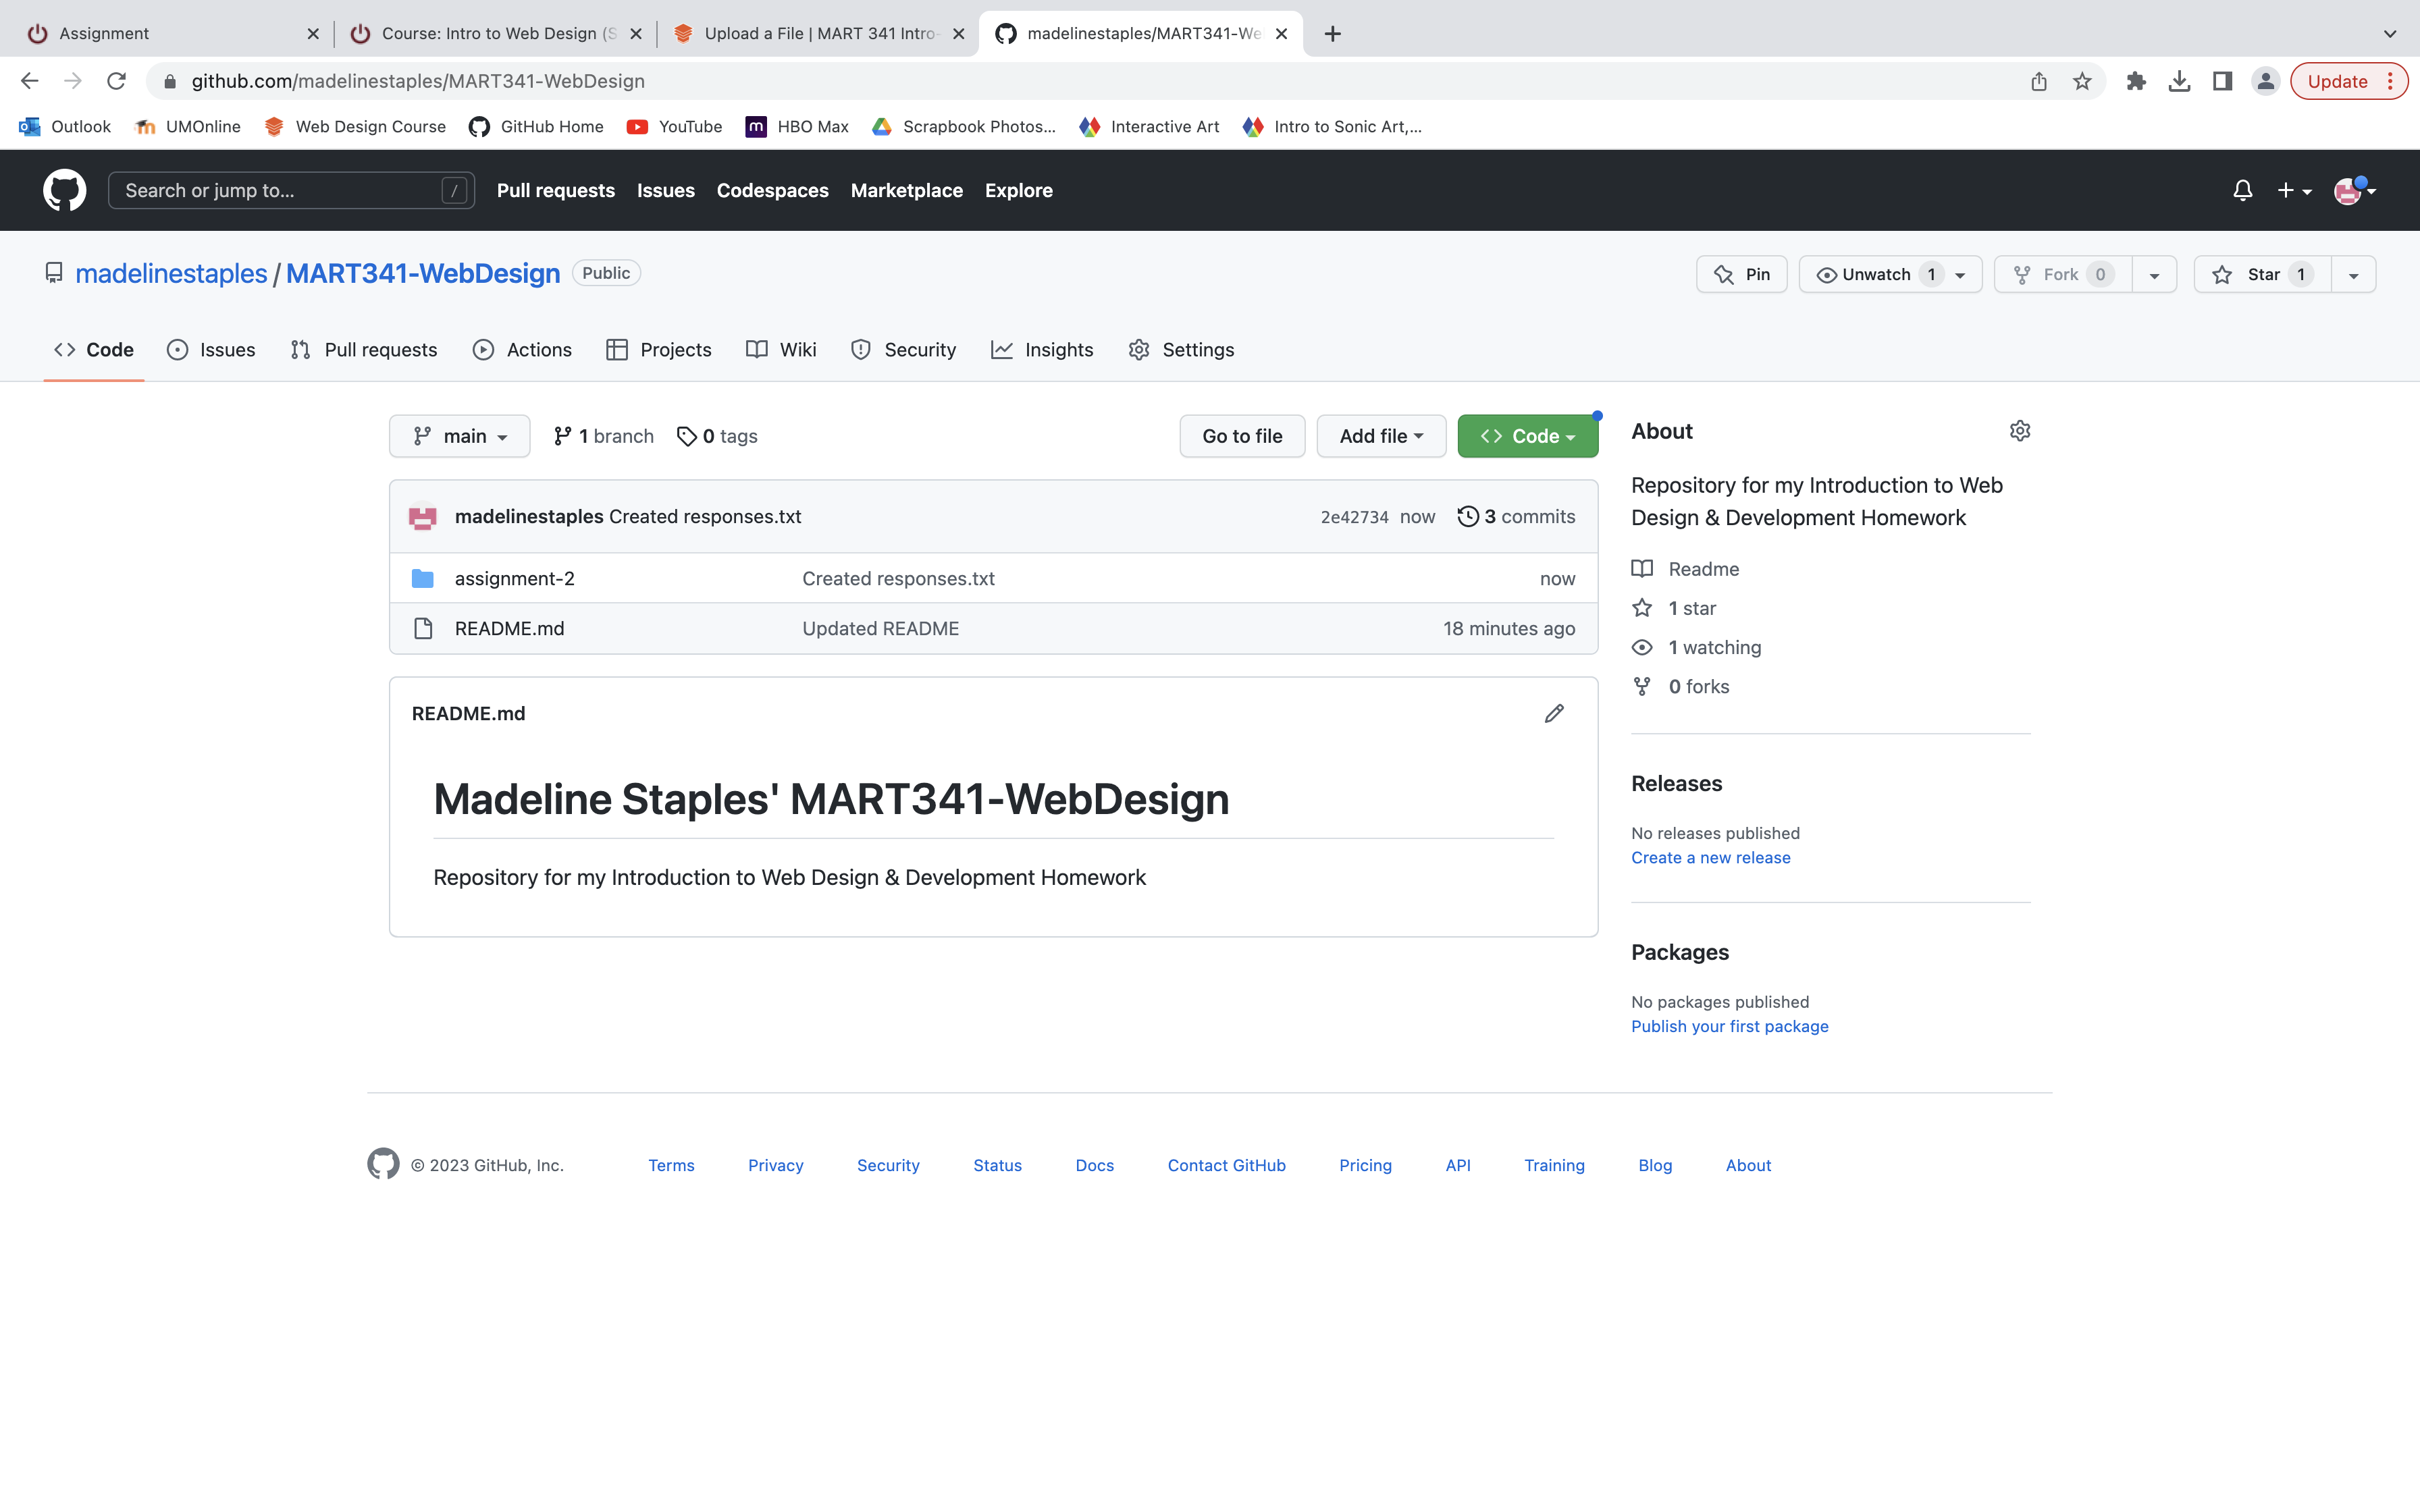 Assignment
Course: Intro to Web Design (S
Upload a File | MART 341 Intro-
madelinestaples/MART341-We
github.com/madelinestaples/MART341-WebDesign
Update
Outlook
UMOnline
Web Design Course
GitHub Home
YouTube
HBO Max
Scrapbook Photos...
Interactive Art
Intro to Sonic Art,...
Search or jump to... /
Pull requests
Issues
Codespaces
Marketplace
Explore
madelinestaples / MART341-WebDesign Public
Pin
Unwatch 1
Fork 0
Star 1
Code
Issues
Pull requests
Actions
Projects
Wiki
Security
Insights
Settings
main
1 branch
0 tags
Go to file
Add file
Code
madelinestaples Created responses.txt
2e42734 now
3 commits
assignment-2 Created responses.txt now
README.md Updated README 18 minutes ago
README.md
Madeline Staples' MART341-WebDesign
Repository for my Introduction to Web Design & Development Homework
About
Repository for my Introduction to Web
Design & Development Homework
Readme
1 star
1 watching
0 forks
Releases
No releases published
Create a new release
Packages
No packages published
Publish your first package
© 2023 GitHub, Inc.
Terms
Privacy
Security
Status
Docs
Contact GitHub
Pricing
API
Training
Blog
About